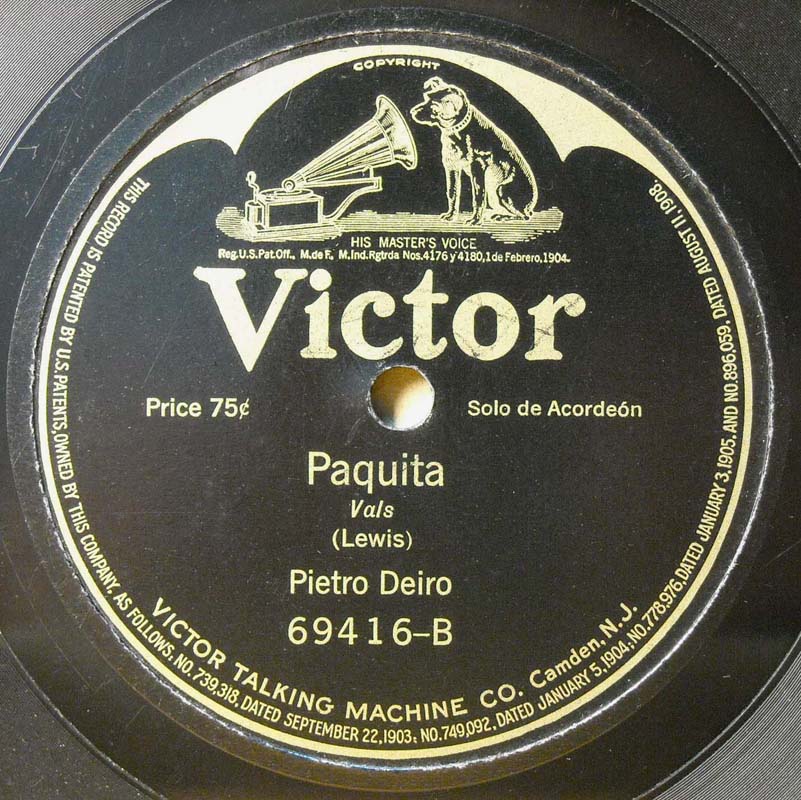 COPYRIGHT
HIS MASTER'S VOICE
Reg.U.S.Pat.Off., M.de F., M.Ind.Rgtrda Nos.4176 y 4180,1 de Febrero,1904.
Victor
Price 75¢
Solo de Acordeón
Paquita
Vals
(Lewis)
Pietro Deiro
69416-B
VICTOR TALKING MACHINE CO. Camden, N.J.
THIS RECORD IS PATENTED BY U.S. PATENTS, OWNED BY THIS COMPANY, AS FOLLOWS: NO. 739,318, DATED SEPTEMBER 22,1903; NO.749,092, DATED JANUARY 5,1904; NO.778,976, DATED JANUARY 3,1905, AND NO.896,059, DATED AUGUST 11,1908